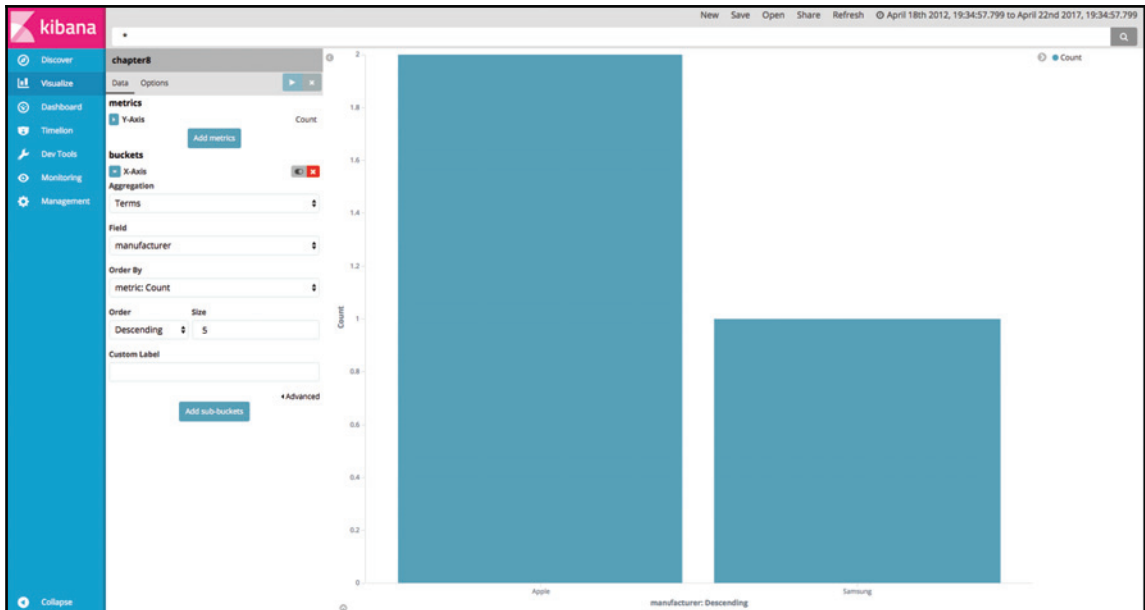 kibana
New Save Open Share Refresh April 18th 2012, 19:34:57.799 to April 22nd 2017, 19:34:57.799
*
Discover
Visualize
Dashboard
Timelion
Dev Tools
Monitoring
Management
Collapse
chapter8
Data Options
metrics
Y-Axis Count
Add metrics
buckets
X-Axis
Aggregation
Terms
Field
manufacturer
Order By
metric: Count
Order Size
Descending 5
Custom Label
Advanced
Add sub-buckets
Count
2
1.8
1.6
1.4
1.2
1
0.8
0.6
0.4
0.2
0
Apple Samsung
manufacturer: Descending
Count